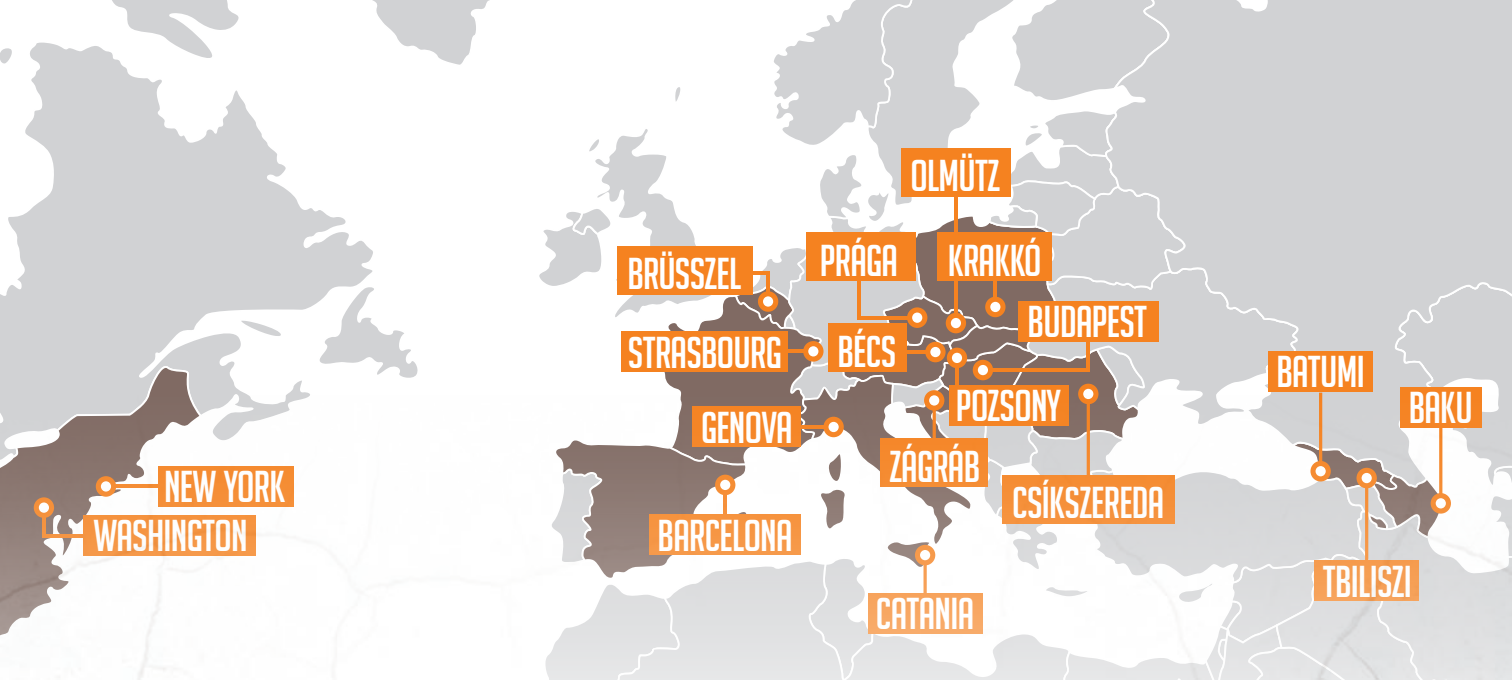 OLMÜTZ
PRÁGA
KRAKKÓ
BRÜSSZEL
BUDAPEST
STRASBOURG
BÉCS
BATUMI
POZSONY
BAKU
GENOVA
ZÁGRÁB
NEW YORK
CSÍKSZEREDA
WASHINGTON
BARCELONA
TBILISZI
CATANIA